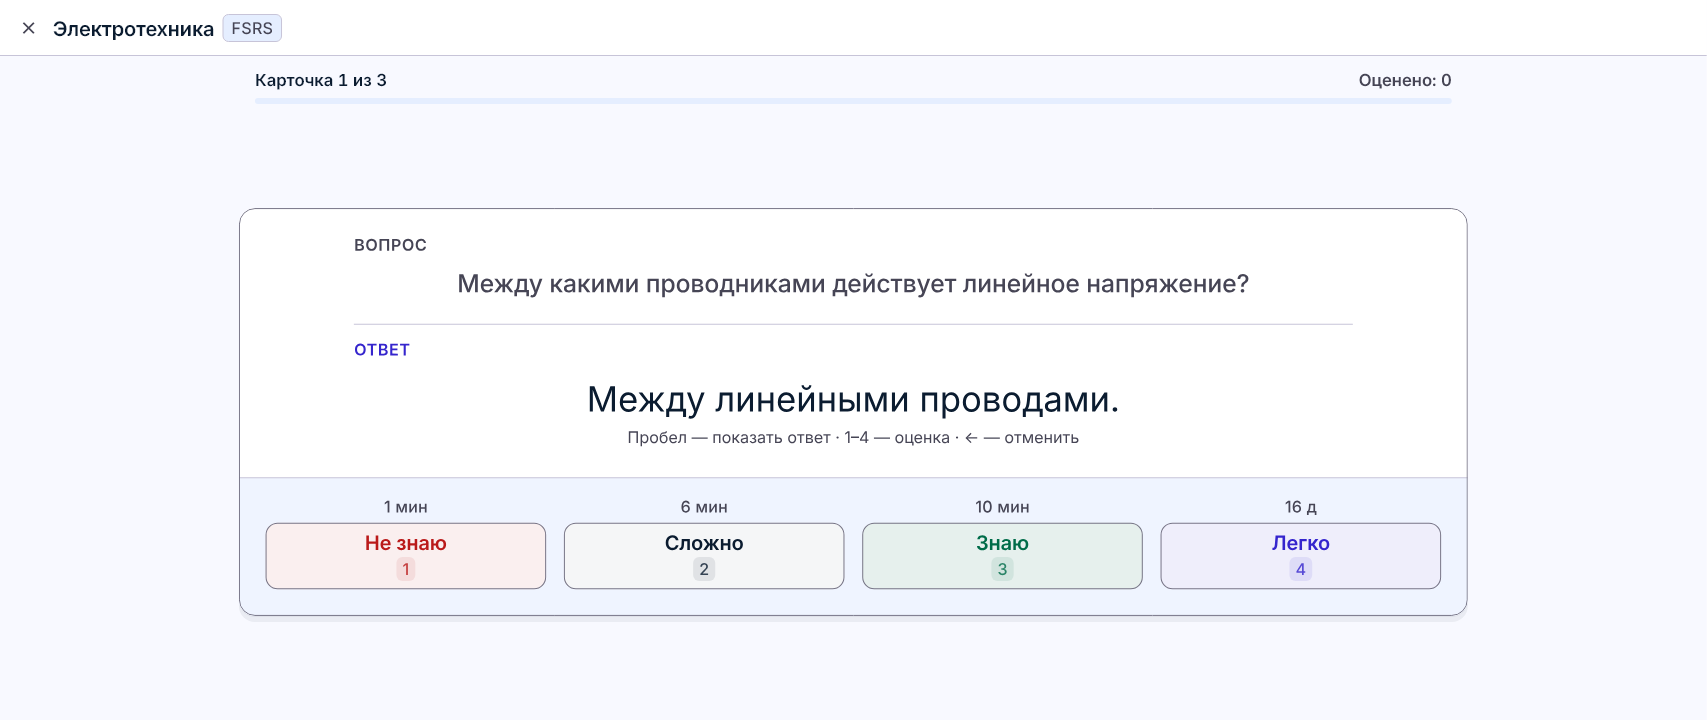 Электротехника FSRS
Карточка 1 из 3
Оценено: 0
ВОПРОС
Между какими проводниками действует линейное напряжение?
ОТВЕТ
Между линейными проводами.
Пробел — показать ответ · 1–4 — оценка · ← — отменить
1 мин
Не знаю
1
6 мин
Сложно
2
10 мин
Знаю
3
16 д
Легко
4